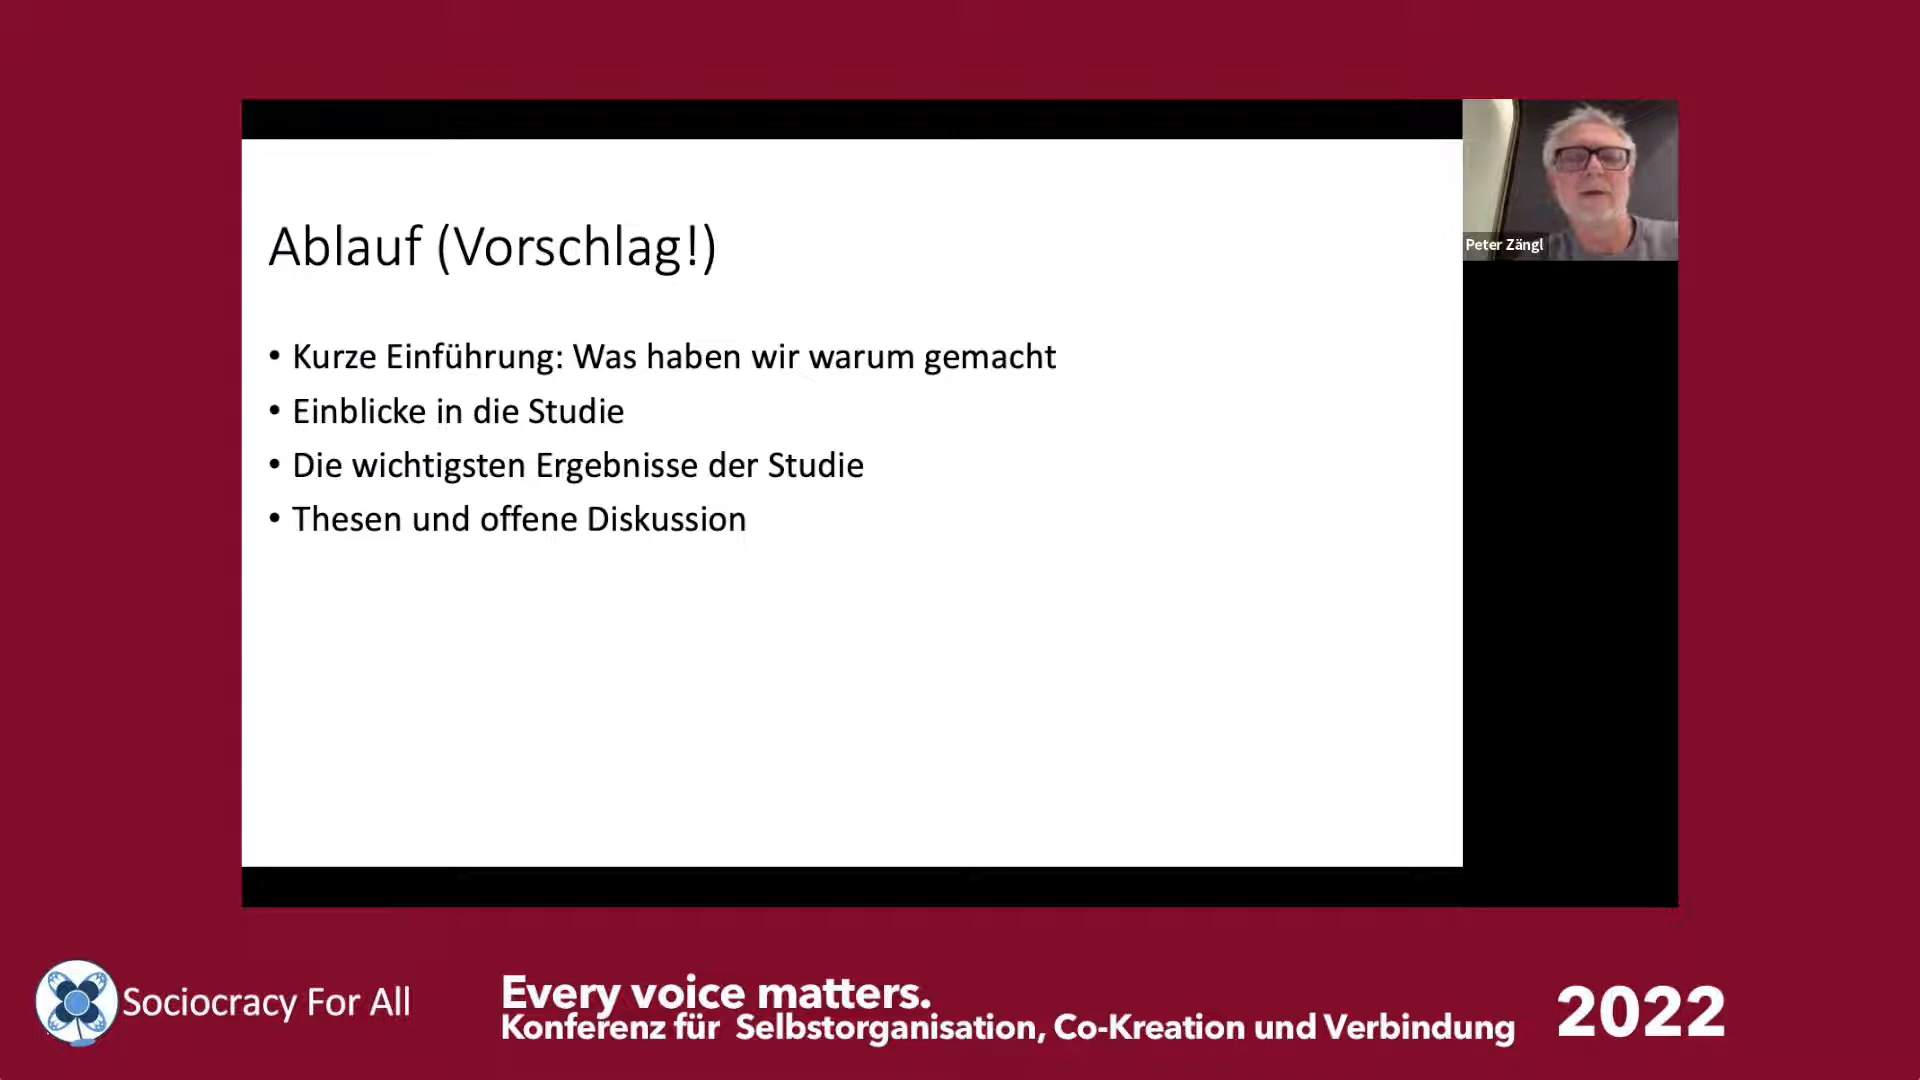 Ablauf (Vorschlag!)
• Kurze Einführung: Was haben wir warum gemacht
• Einblicke in die Studie
• Die wichtigsten Ergebnisse der Studie
• Thesen und offene Diskussion
Peter Zängl
Sociocracy For All
Every voice matters.
Konferenz für Selbstorganisation, Co-Kreation und Verbindung
2022